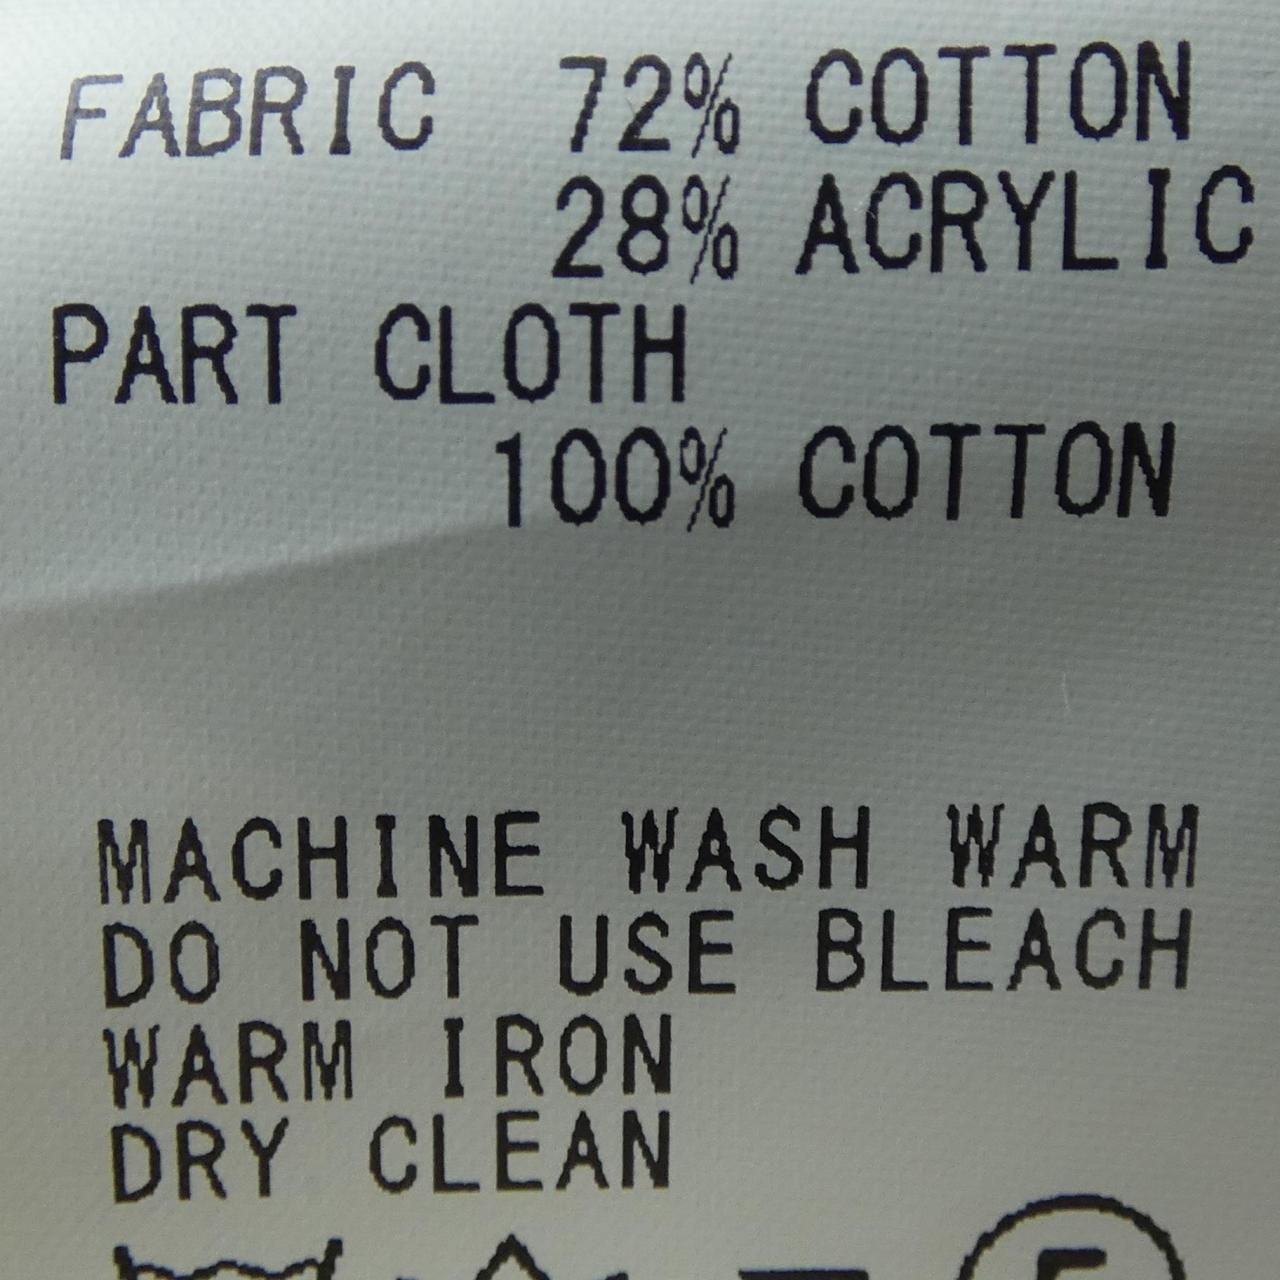 FABRIC 72% COTTON
28% ACRYLIC
PART CLOTH
100% COTTON
MACHINE WASH WARM
DO NOT USE BLEACH
WARM IRON
DRY CLEAN